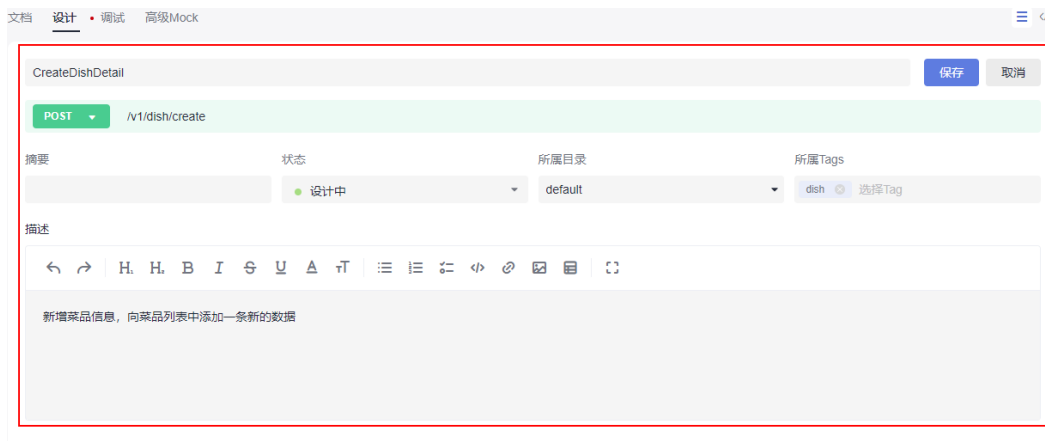 文档 设计 调试 高级Mock
CreateDishDetail 保存 取消
POST /v1/dish/create
摘要 状态 所属目录 所属Tags
设计中 default dish 选择Tag
描述
H₁ H₂ B I S U A TT
新增菜品信息，向菜品列表中添加一条新的数据